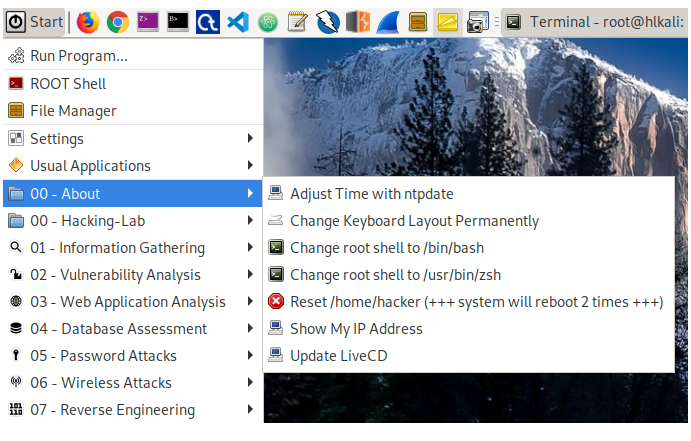 Start
Z>
B>
Terminal - root@hlkali:
Run Program...
ROOT Shell
File Manager
Settings
Usual Applications
00 - About
00 - Hacking-Lab
01 - Information Gathering
02 - Vulnerability Analysis
03 - Web Application Analysis
04 - Database Assessment
05 - Password Attacks
06 - Wireless Attacks
07 - Reverse Engineering
Adjust Time with ntpdate
Change Keyboard Layout Permanently
Change root shell to /bin/bash
Change root shell to /usr/bin/zsh
Reset /home/hacker (+++ system will reboot 2 times +++)
Show My IP Address
Update LiveCD